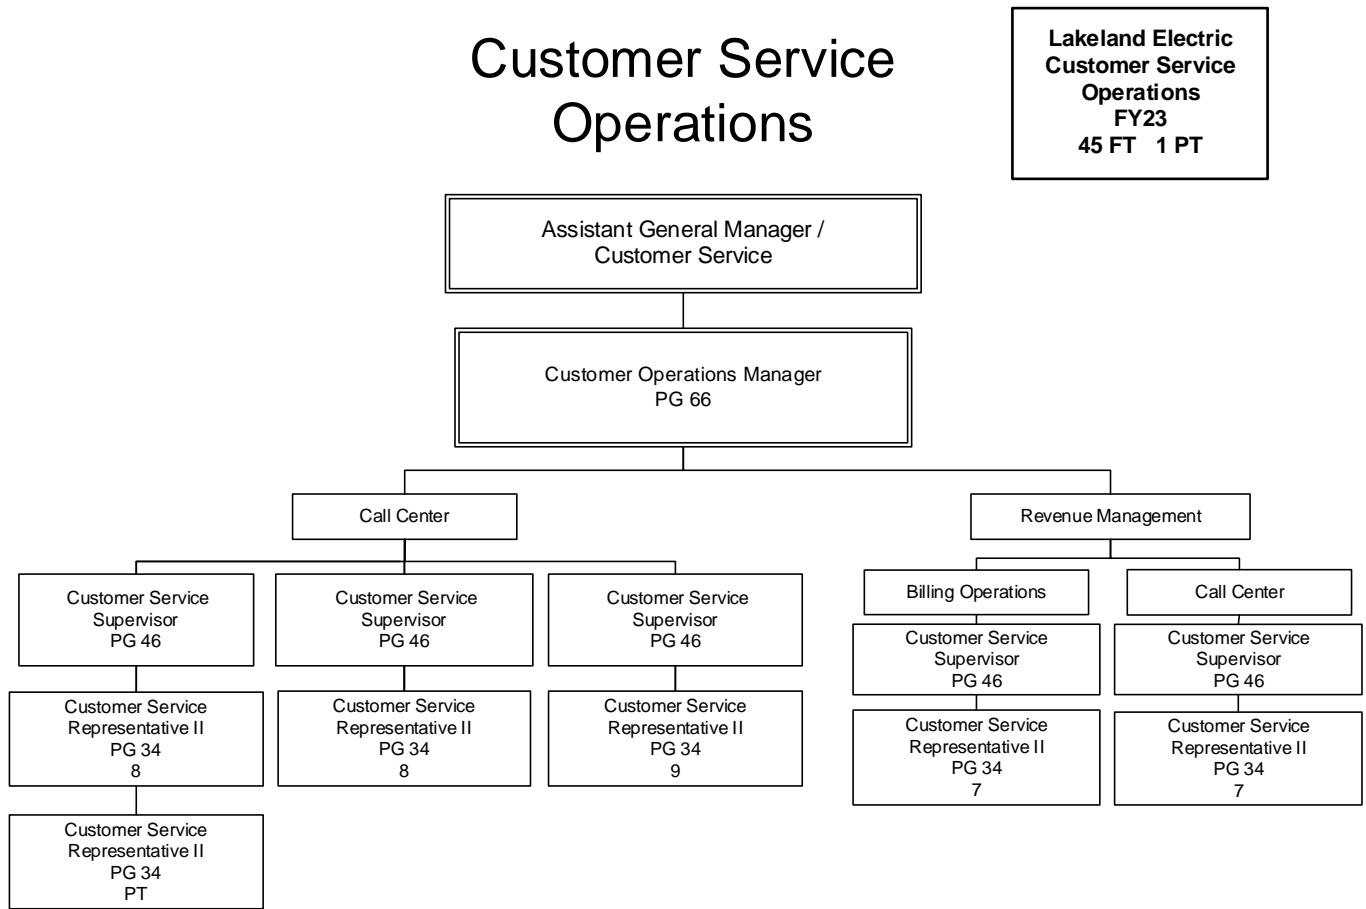 Customer Service
Operations
Lakeland Electric
Customer Service
Operations
FY23
45 FT   1 PT
Assistant General Manager /
Customer Service
Customer Operations Manager
PG 66
Call Center
Revenue Management
Customer Service
Supervisor
PG 46
Customer Service
Representative II
PG 34
8
Customer Service
Representative II
PG 34
PT
Customer Service
Supervisor
PG 46
Customer Service
Representative II
PG 34
8
Customer Service
Supervisor
PG 46
Customer Service
Representative II
PG 34
9
Billing Operations
Customer Service
Supervisor
PG 46
Customer Service
Representative II
PG 34
7
Call Center
Customer Service
Supervisor
PG 46
Customer Service
Representative II
PG 34
7